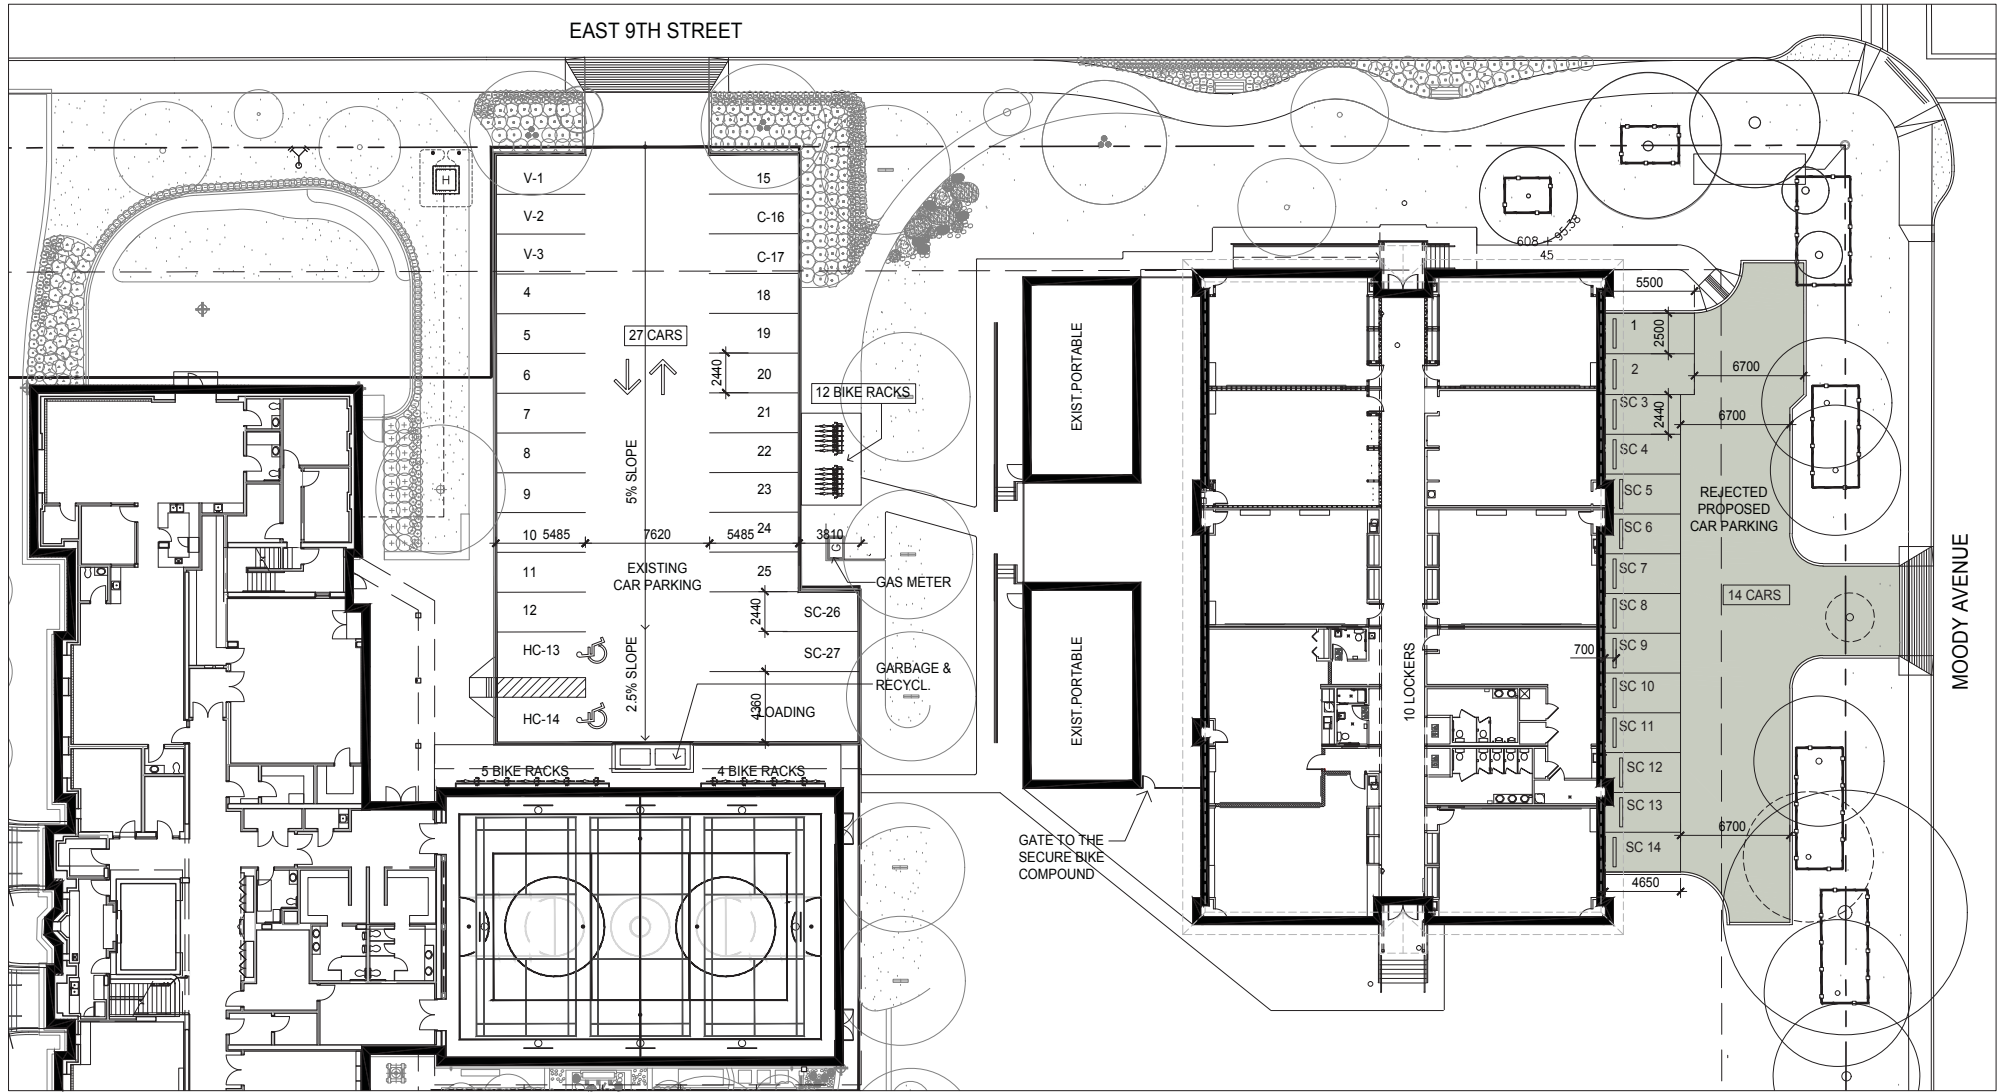 EAST 9TH STREET
H
V-1
15
V-2
C-16
V-3
C-17
4
18
5
27 CARS
19
6
2440
20
7
21
12 BIKE RACKS
8
22
5% SLOPE
9
23
10
5485
7620
5485
24
3810
G
EXISTING
CAR PARKING
11
25
GAS METER
12
2440
SC-26
HC-13
SC-27
2.5% SLOPE
GARBAGE &
RECYCL.
HC-14
4360
LOADING
5 BIKE RACKS
4 BIKE RACKS
EXIST.PORTABLE
EXIST.PORTABLE
GATE TO THE
SECURE BIKE
COMPOUND
10 LOCKERS
608 + 95.38
45
5500
1
2500
2
6700
SC 3
2440
6700
SC 4
SC 5
REJECTED
PROPOSED
CAR PARKING
SC 6
SC 7
14 CARS
SC 8
700
SC 9
SC 10
SC 11
SC 12
SC 13
6700
SC 14
4650
MOODY AVENUE